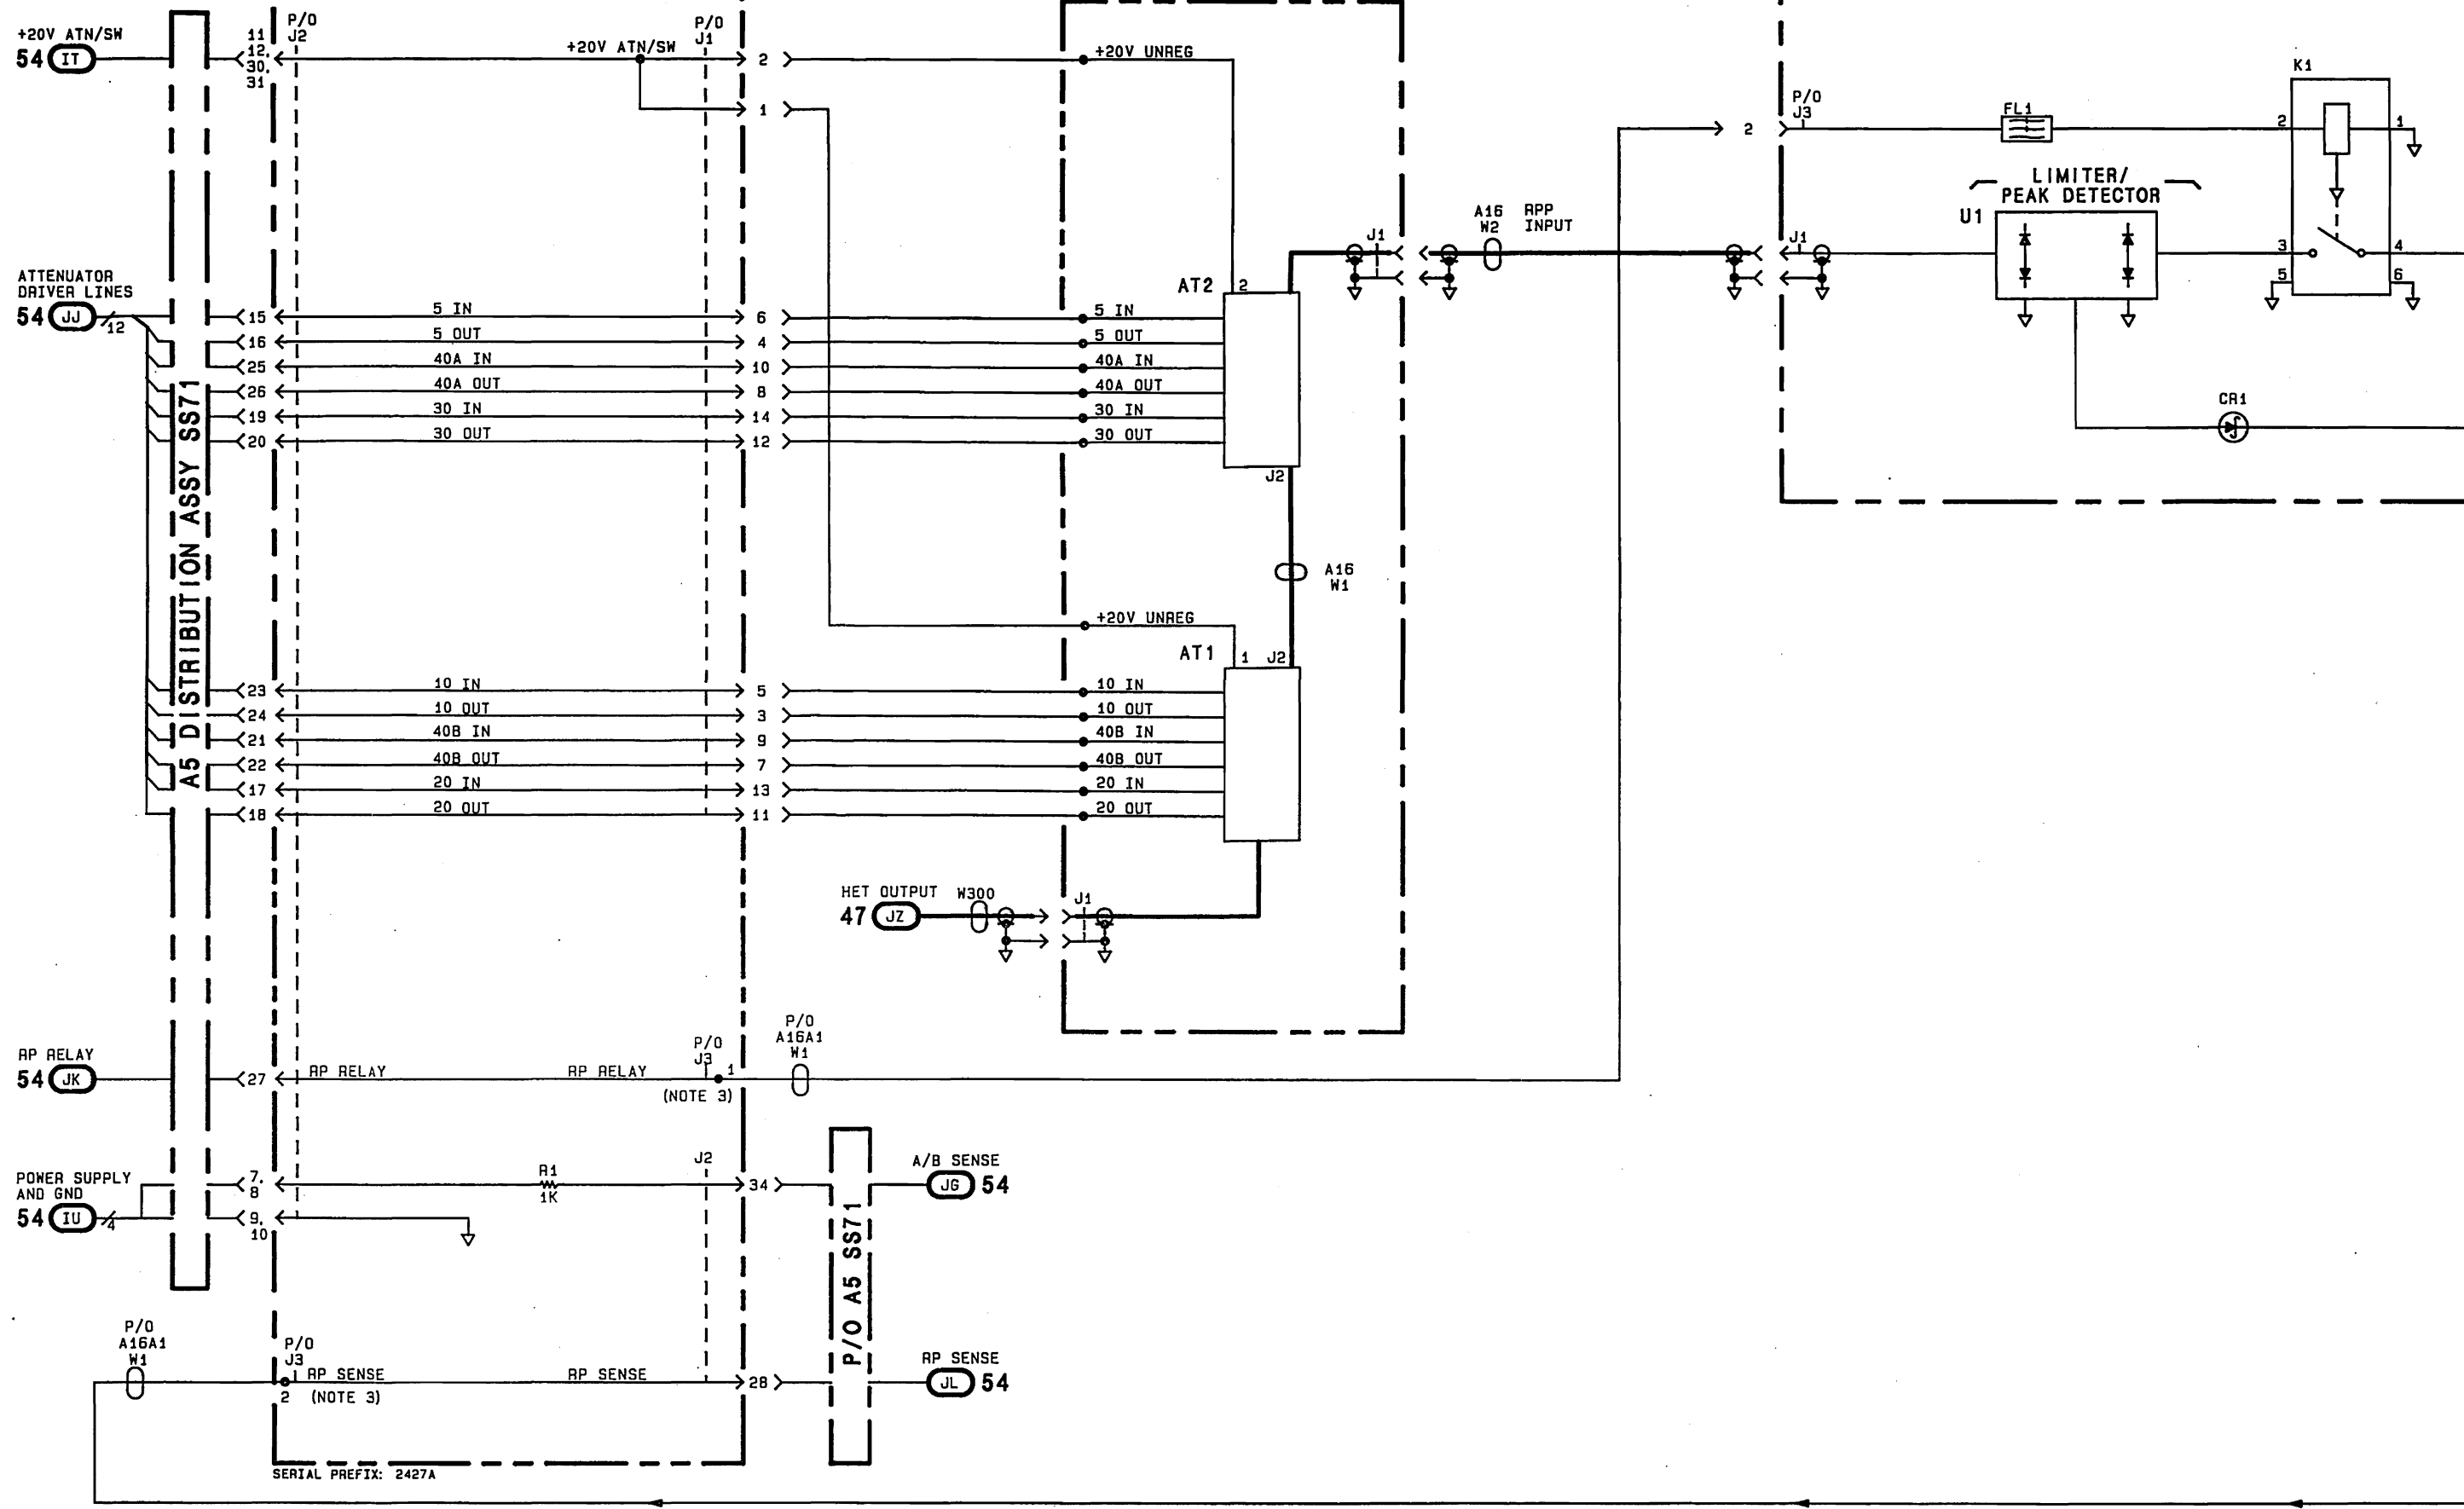 +20V ATN/SW
54 IT
11
12,
30,
31
P/O
J2
+20V ATN/SW
P/O
J1
2
1
+20V UNREG
ATTENUATOR
DRIVER LINES
54 JJ
12
15
5 IN
6
5 IN
16
5 OUT
4
5 OUT
25
40A IN
10
40A IN
26
40A OUT
8
40A OUT
19
30 IN
14
30 IN
20
30 OUT
12
30 OUT
AT2
2
J2
J1
A16
W2
RPP
INPUT
A16
W1
A5 DISTRIBUTION ASSY SS71
+20V UNREG
AT1
1
J2
23
10 IN
5
10 IN
24
10 OUT
3
10 OUT
21
40B IN
9
40B IN
22
40B OUT
7
40B OUT
17
20 IN
13
20 IN
18
20 OUT
11
20 OUT
HET OUTPUT
47 JZ
W300
J1
2
P/O
J3
FL1
K1
2
1
LIMITER/
PEAK DETECTOR
U1
J1
3
4
5
6
CR1
RP RELAY
54 JK
27
RP RELAY
RP RELAY
P/O
J3
1
(NOTE 3)
P/O
A16A1
W1
POWER SUPPLY
AND GND
54 IU
4
7,
8
9,
10
R1
1K
J2
34
A/B SENSE
JG 54
P/O A5 SS71
P/O
A16A1
W1
P/O
J3
2
RP SENSE
(NOTE 3)
RP SENSE
28
RP SENSE
JL 54
SERIAL PREFIX: 2427A